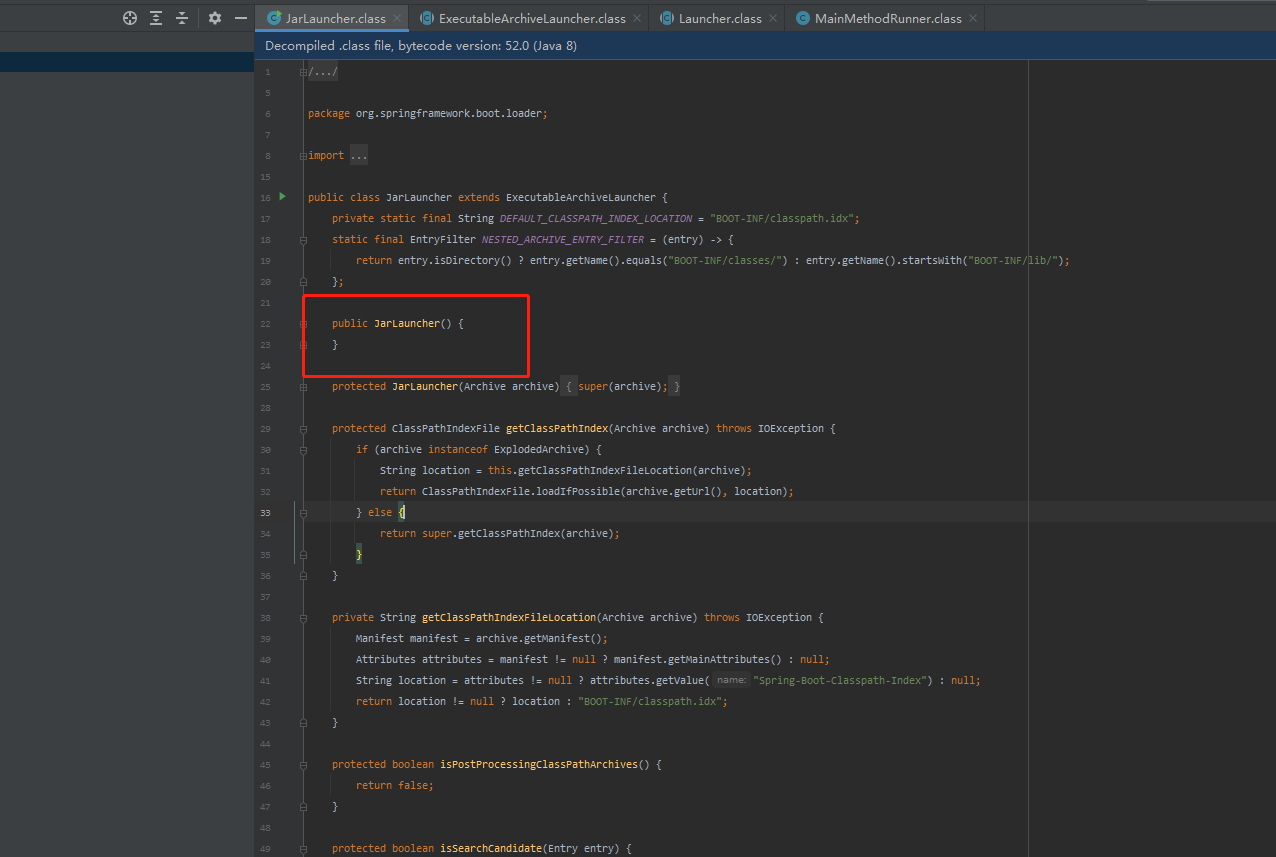 JarLauncher.class ExecutableArchiveLauncher.class Launcher.class MainMethodRunner.class
Decompiled .class file, bytecode version: 52.0 (Java 8)
1 /.../
5
6 package org.springframework.boot.loader;
7
8 import ...
15
16 public class JarLauncher extends ExecutableArchiveLauncher {
17 private static final String DEFAULT_CLASSPATH_INDEX_LOCATION = "BOOT-INF/classpath.idx";
18 static final EntryFilter NESTED_ARCHIVE_ENTRY_FILTER = (entry) -> {
19 return entry.isDirectory() ? entry.getName().equals("BOOT-INF/classes/") : entry.getName().startsWith("BOOT-INF/lib/");
20 };
21
22 public JarLauncher() {
23 }
24
25 protected JarLauncher(Archive archive) { super(archive); }
28
29 protected ClassPathIndexFile getClassPathIndex(Archive archive) throws IOException {
30 if (archive instanceof ExplodedArchive) {
31 String location = this.getClassPathIndexFileLocation(archive);
32 return ClassPathIndexFile.loadIfPossible(archive.getUrl(), location);
33 } else {
34 return super.getClassPathIndex(archive);
35 }
36 }
37
38 private String getClassPathIndexFileLocation(Archive archive) throws IOException {
39 Manifest manifest = archive.getManifest();
40 Attributes attributes = manifest != null ? manifest.getMainAttributes() : null;
41 String location = attributes != null ? attributes.getValue( name: "Spring-Boot-Classpath-Index") : null;
42 return location != null ? location : "BOOT-INF/classpath.idx";
43 }
44
45 protected boolean isPostProcessingClassPathArchives() {
46 return false;
47 }
48
49 protected boolean isSearchCandidate(Entry entry) {